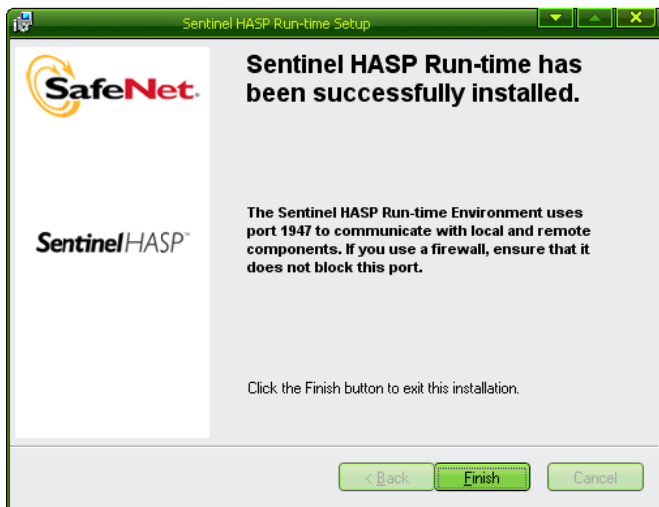 Sentinel HASP Run-time Setup
SafeNet.
Sentinel HASP™
Sentinel HASP Run-time has
been successfully installed.
The Sentinel HASP Run-time Environment uses
port 1947 to communicate with local and remote
components. If you use a firewall, ensure that it
does not block this port.
Click the Finish button to exit this installation.
< Back
Finish
Cancel